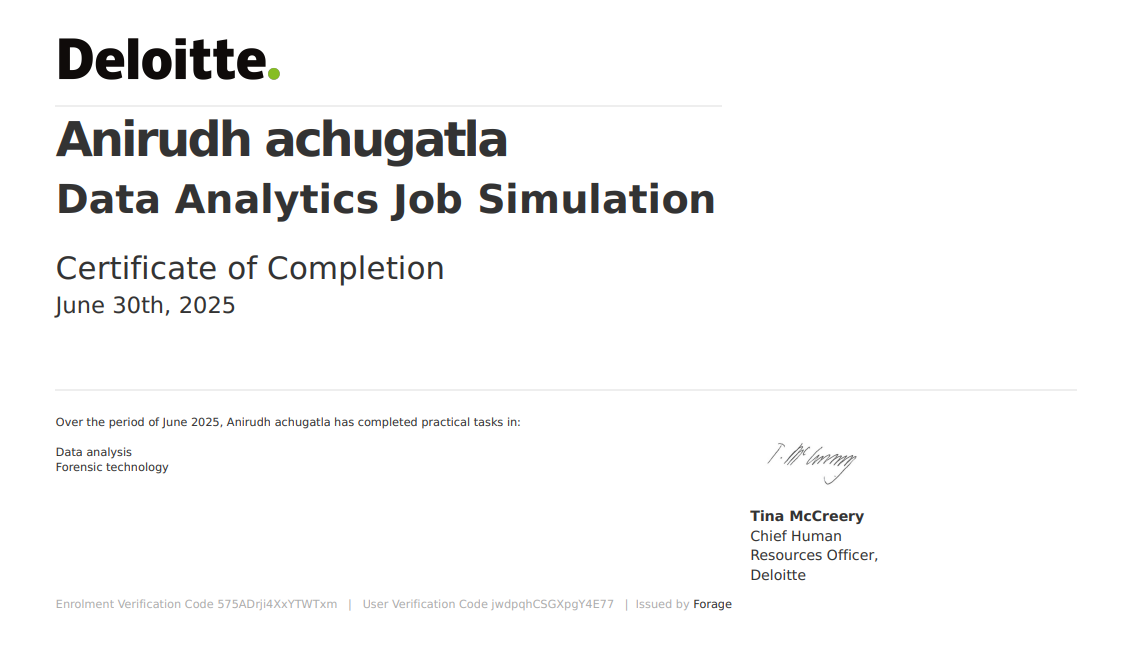 Deloitte.
Anirudh achugatla
Data Analytics Job Simulation
Certificate of Completion
June 30th, 2025
Over the period of June 2025, Anirudh achugatla has completed practical tasks in:
Data analysis
Forensic technology
T. McCreery
Tina McCreery
Chief Human
Resources Officer,
Deloitte
Enrolment Verification Code 575ADrji4XxYTWTxm | User Verification Code jwdpqhCSGXpgY4E77 | Issued by Forage